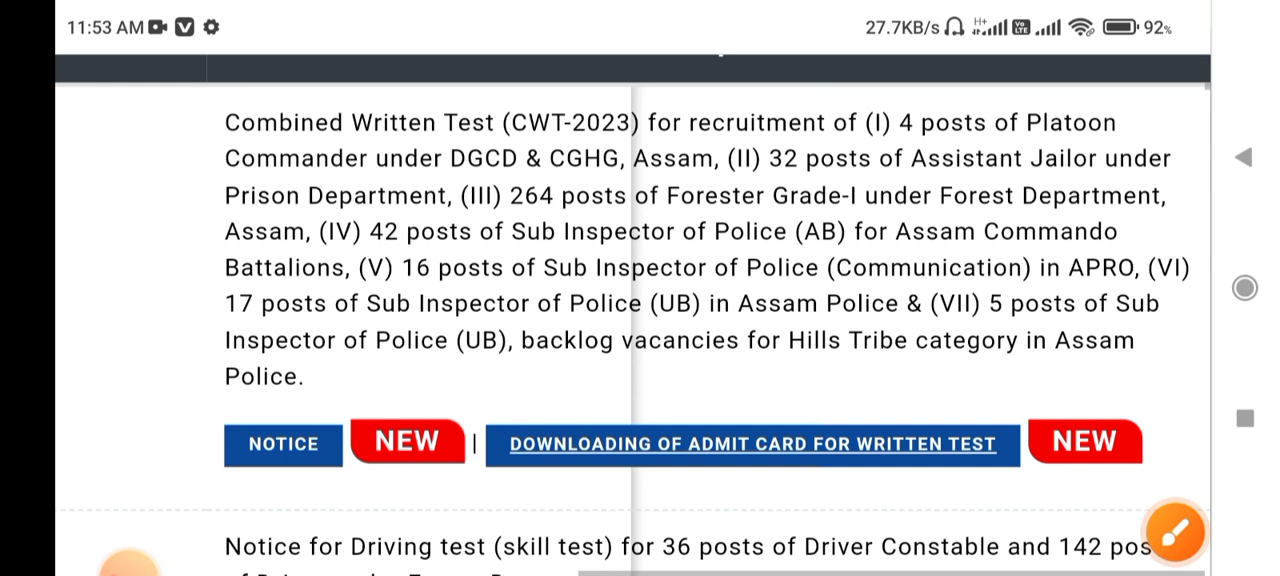 11:53 AM
27.7KB/s
H+
4G
Vo
LTE
92%
Combined Written Test (CWT-2023) for recruitment of (I) 4 posts of Platoon
Commander under DGCD & CGHG, Assam, (II) 32 posts of Assistant Jailor under
Prison Department, (III) 264 posts of Forester Grade-I under Forest Department,
Assam, (IV) 42 posts of Sub Inspector of Police (AB) for Assam Commando
Battalions, (V) 16 posts of Sub Inspector of Police (Communication) in APRO, (VI)
17 posts of Sub Inspector of Police (UB) in Assam Police & (VII) 5 posts of Sub
Inspector of Police (UB), backlog vacancies for Hills Tribe category in Assam
Police.
NOTICE NEW | DOWNLOADING OF ADMIT CARD FOR WRITTEN TEST NEW
Notice for Driving test (skill test) for 36 posts of Driver Constable and 142 pos